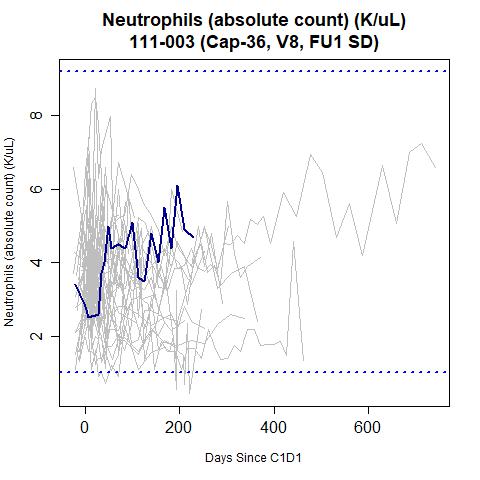 Neutrophils (absolute count) (K/uL)
111-003 (Cap-36, V8, FU1 SD)
Neutrophils (absolute count) (K/uL)
8
6
4
2
0 200 400 600
Days Since C1D1